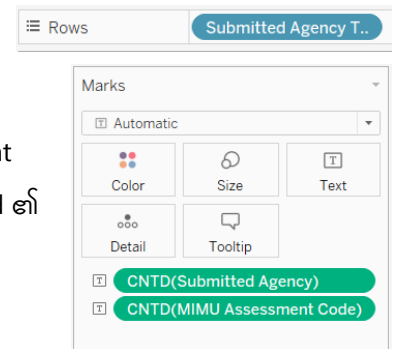 Rows Submitted Agency T..
Marks
T Automatic
Color Size T Text
Detail Tooltip
T CNTD(Submitted Agency)
T CNTD(MIMU Assessment Code)